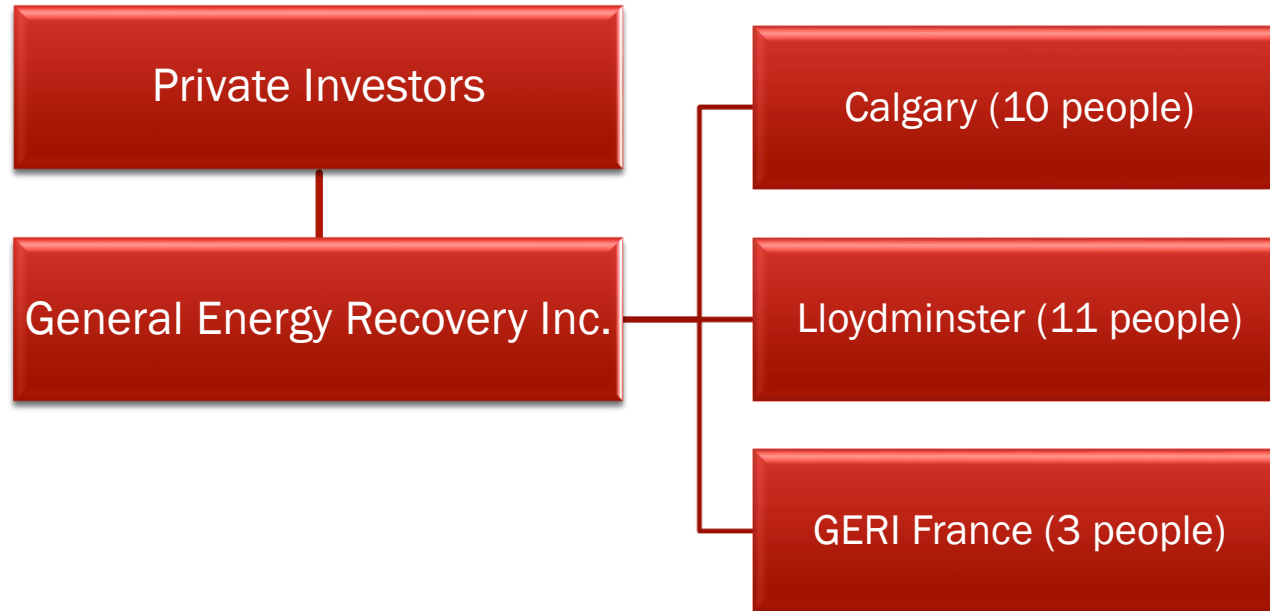 Private Investors
General Energy Recovery Inc.
Calgary (10 people)
Lloydminster (11 people)
GERI France (3 people)